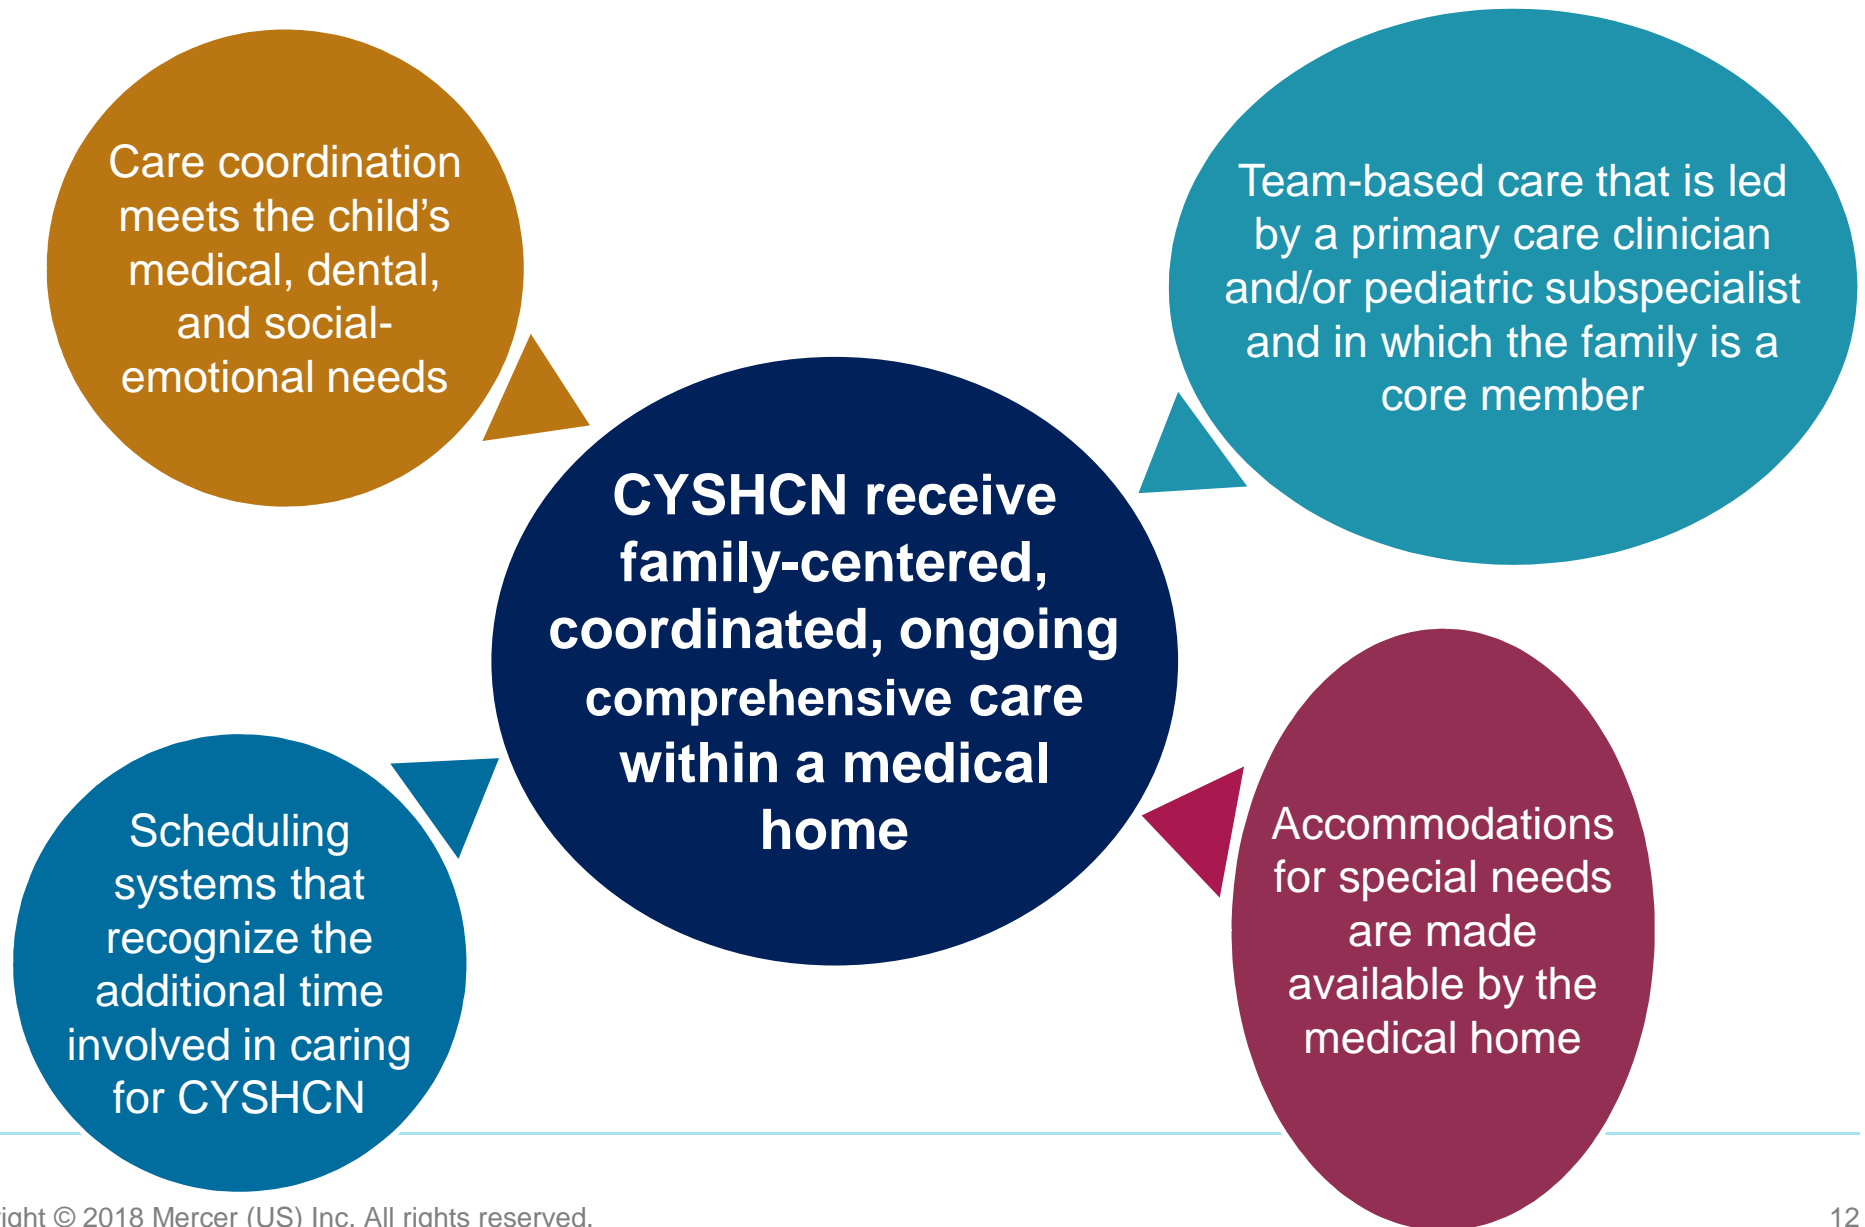 Care coordination
meets the child’s
medical, dental,
and social-
emotional needs
Team-based care that is led
by a primary care clinician
and/or pediatric subspecialist
and in which the family is a
core member
CYSHCN receive
family-centered,
coordinated, ongoing
comprehensive care
within a medical
home
Scheduling
systems that
recognize the
additional time
involved in caring
for CYSHCN
Accommodations
for special needs
are made
available by the
medical home
right © 2018 Mercer (US) Inc. All rights reserved.
12